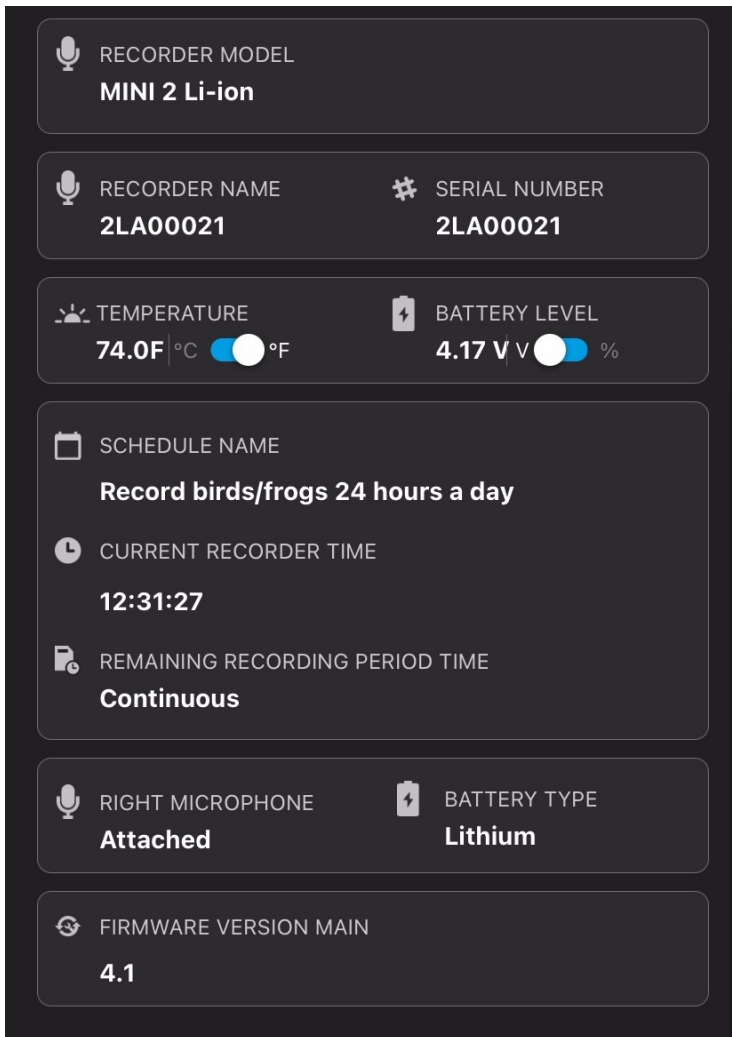 RECORDER MODEL
MINI 2 Li-ion
RECORDER NAME
2LA00021
SERIAL NUMBER
2LA00021
TEMPERATURE
74.0F °C °F
BATTERY LEVEL
4.17 V V %
SCHEDULE NAME
Record birds/frogs 24 hours a day
CURRENT RECORDER TIME
12:31:27
REMAINING RECORDING PERIOD TIME
Continuous
RIGHT MICROPHONE
Attached
BATTERY TYPE
Lithium
FIRMWARE VERSION MAIN
4.1